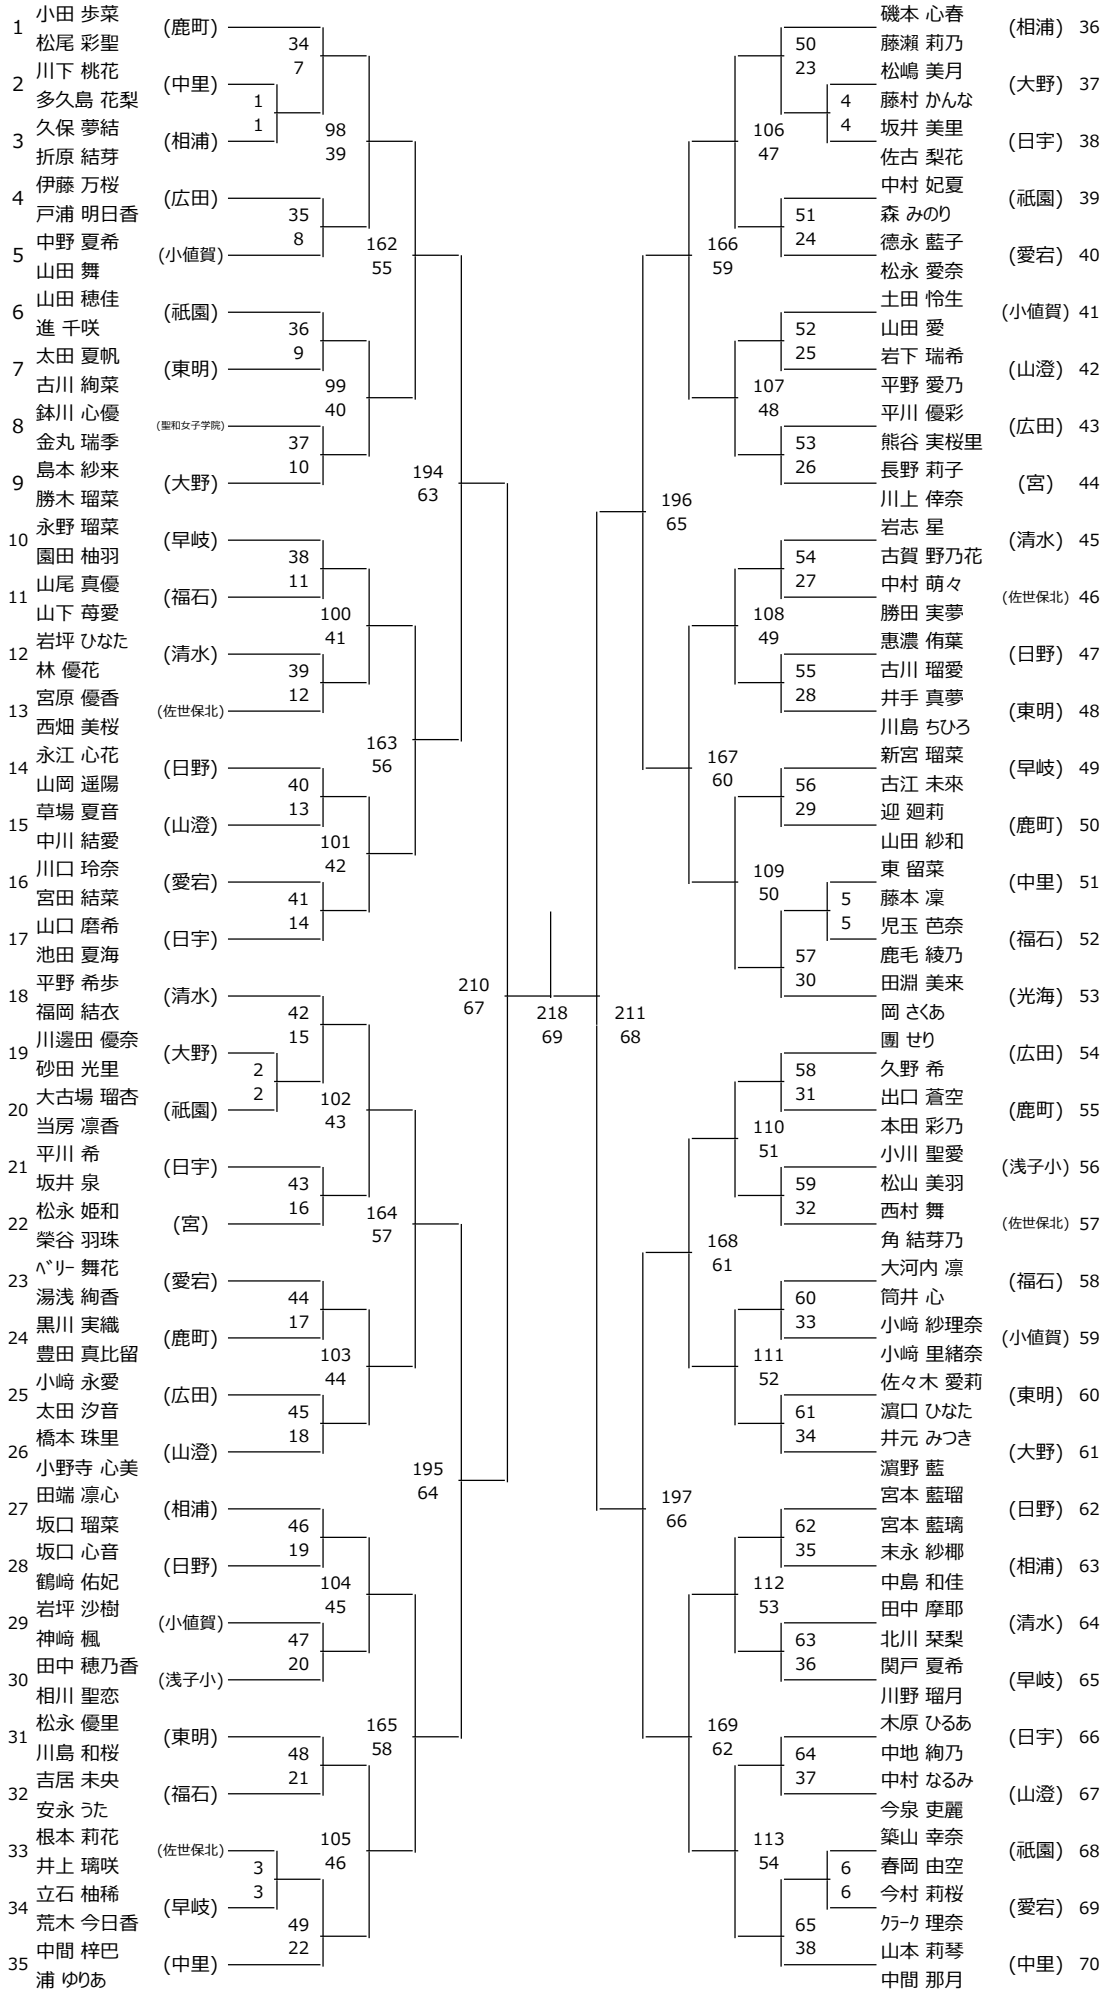 小田 歩菜
1 (鹿町)
松尾 彩聖
34
7
川下 桃花
2 (中里)
多久島 花梨
1
1
久保 夢結
3 (相浦)
折原 結芽
98
39
伊藤 万桜
4 (広田)
戸浦 明日香
35
8
中野 夏希
5 (小値賀)
山田 舞
162
55
山田 穂佳
6 (祇園)
進 千咲
36
9
太田 夏帆
7 (東明)
古川 絢菜
99
40
鉢川 心優
8 (聖和女子学院)
金丸 瑞季
37
10
島本 紗来
9 (大野)
勝木 瑠菜
194
63
永野 瑠菜
10 (早岐)
園田 柚羽
38
11
山尾 真優
11 (福石)
山下 苺愛
100
41
岩坪 ひなた
12 (清水)
林 優花
39
12
宮原 優香
13 (佐世保北)
西畑 美桜
163
56
永江 心花
14 (日野)
山岡 遥陽
40
13
草場 夏音
15 (山澄)
中川 結愛
101
42
川口 玲奈
16 (愛宕)
宮田 結菜
41
14
山口 磨希
17 (日宇)
池田 夏海
210
67
平野 希歩
18 (清水)
福岡 結衣
42
15
川邊田 優奈
19 (大野)
砂田 光里
2
2
大古場 瑠杏
20 (祇園)
当房 凛香
102
43
平川 希
21 (日宇)
坂井 泉
43
16
松永 姫和
22 (宮)
榮谷 羽珠
164
57
ベリー 舞花
23 (愛宕)
湯浅 絢香
44
17
黒川 実織
24 (鹿町)
豊田 真比留
103
44
小﨑 永愛
25 (広田)
太田 汐音
45
18
橋本 珠里
26 (山澄)
小野寺 心美
195
64
田端 凛心
27 (相浦)
坂口 瑠菜
46
19
坂口 心音
28 (日野)
鶴﨑 佑妃
104
45
岩坪 沙樹
29 (小値賀)
神﨑 楓
47
20
田中 穂乃香
30 (浅子小)
相川 聖恋
165
58
松永 優里
31 (東明)
川島 和桜
48
21
吉居 未央
32 (福石)
安永 うた
105
46
根本 莉花
33 (佐世保北)
井上 璃咲
3
3
立石 柚稀
34 (早岐)
荒木 今日香
49
22
中間 梓巴
35 (中里)
浦 ゆりあ
218
69
磯本 心春
(相浦) 36
藤瀨 莉乃
50
23
松嶋 美月
(大野) 37
藤村 かんな
4
4
坂井 美里
(日宇) 38
佐古 梨花
106
47
中村 妃夏
(祇園) 39
森 みのり
51
24
德永 藍子
(愛宕) 40
松永 愛奈
166
59
土田 怜生
(小値賀) 41
山田 愛
52
25
岩下 瑞希
(山澄) 42
平野 愛乃
107
48
平川 優彩
(広田) 43
熊谷 実桜里
53
26
長野 莉子
(宮) 44
川上 倖奈
196
65
岩志 星
(清水) 45
古賀 野乃花
54
27
中村 萌々
(佐世保北) 46
勝田 実夢
108
49
惠濃 侑葉
(日野) 47
古川 瑠愛
55
28
井手 真夢
(東明) 48
川島 ちひろ
167
60
新宮 瑠菜
(早岐) 49
古江 未來
56
29
迎 廻莉
(鹿町) 50
山田 紗和
109
50
東 留菜
(中里) 51
藤本 凜
5
5
児玉 芭奈
(福石) 52
鹿毛 綾乃
57
30
田淵 美来
(光海) 53
岡 さくあ
211
68
團 せり
(広田) 54
久野 希
58
31
出口 蒼空
(鹿町) 55
本田 彩乃
110
51
小川 聖愛
(浅子小) 56
松山 美羽
59
32
西村 舞
(佐世保北) 57
角 結芽乃
168
61
大河内 凛
(福石) 58
筒井 心
60
33
小﨑 紗理奈
(小値賀) 59
小﨑 里緒奈
111
52
佐々木 愛莉
(東明) 60
濵口 ひなた
61
34
井元 みつき
(大野) 61
濵野 藍
197
66
宮本 藍瑠
(日野) 62
宮本 藍璃
62
35
末永 紗椰
(相浦) 63
中島 和佳
112
53
田中 摩耶
(清水) 64
北川 栞梨
63
36
関戸 夏希
(早岐) 65
川野 瑠月
169
62
木原 ひるあ
(日宇) 66
中地 絢乃
64
37
中村 なるみ
(山澄) 67
今泉 吏麗
113
54
築山 幸奈
(祇園) 68
春岡 由空
6
6
今村 莉桜
(愛宕) 69
クラーク 理奈
65
38
山本 莉琴
(中里) 70
中間 那月